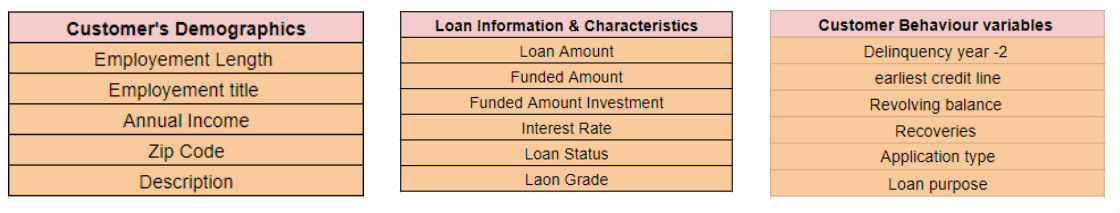 Customer's Demographics
Employement Length
Employement title
Annual Income
Zip Code
Description
Loan Information & Characteristics
Loan Amount
Funded Amount
Funded Amount Investment
Interest Rate
Loan Status
Laon Grade
Customer Behaviour variables
Delinquency year -2
earliest credit line
Revolving balance
Recoveries
Application type
Loan purpose